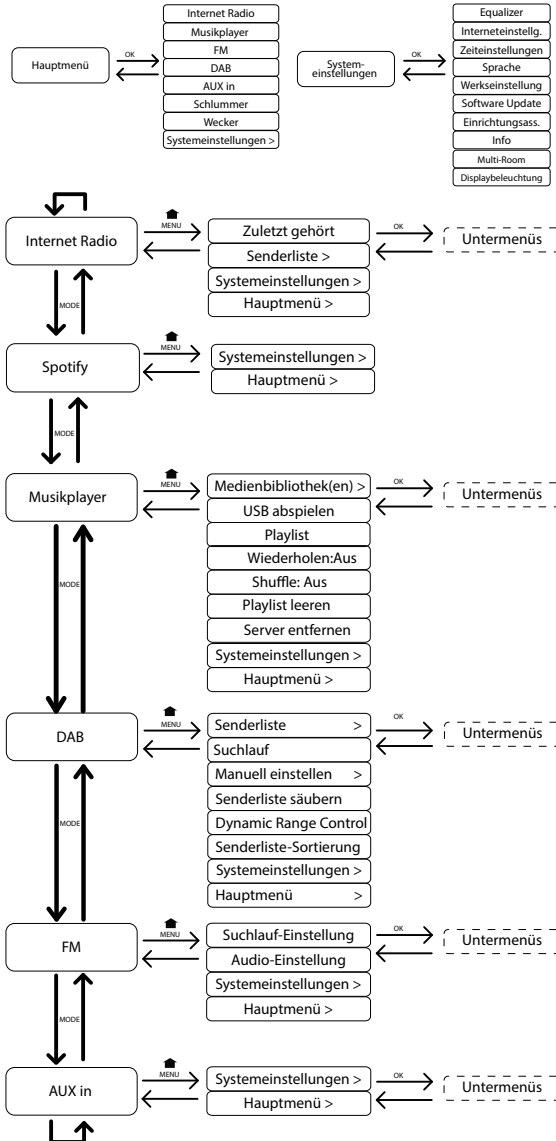 Hauptmenü
OK
Internet Radio
Musikplayer
FM
DAB
AUX in
Schlummer
Wecker
Systemeinstellungen >
System-
einstellungen
OK
Equalizer
Interneteinstellg.
Zeiteinstellungen
Sprache
Werkseinstellung
Software Update
Einrichtungsass.
Info
Multi-Room
Displaybeleuchtung
Internet Radio
MENU
Zuletzt gehört
Senderliste >
Systemeinstellungen >
Hauptmenü >
OK
Untermenüs
MODE
Spotify
MENU
Systemeinstellungen >
Hauptmenü >
MODE
Musikplayer
MENU
Medienbibliothek(en) >
USB abspielen
Playlist
Wiederholen:Aus
Shuffle: Aus
Playlist leeren
Server entfernen
Systemeinstellungen >
Hauptmenü >
OK
Untermenüs
MODE
DAB
MENU
Senderliste >
Suchlauf
Manuell einstellen >
Senderliste säubern
Dynamic Range Control
Senderliste-Sortierung
Systemeinstellungen >
Hauptmenü >
OK
Untermenüs
MODE
FM
MENU
Suchlauf-Einstellung
Audio-Einstellung
Systemeinstellungen >
Hauptmenü >
OK
Untermenüs
MODE
AUX in
MENU
Systemeinstellungen >
Hauptmenü >
OK
Untermenüs